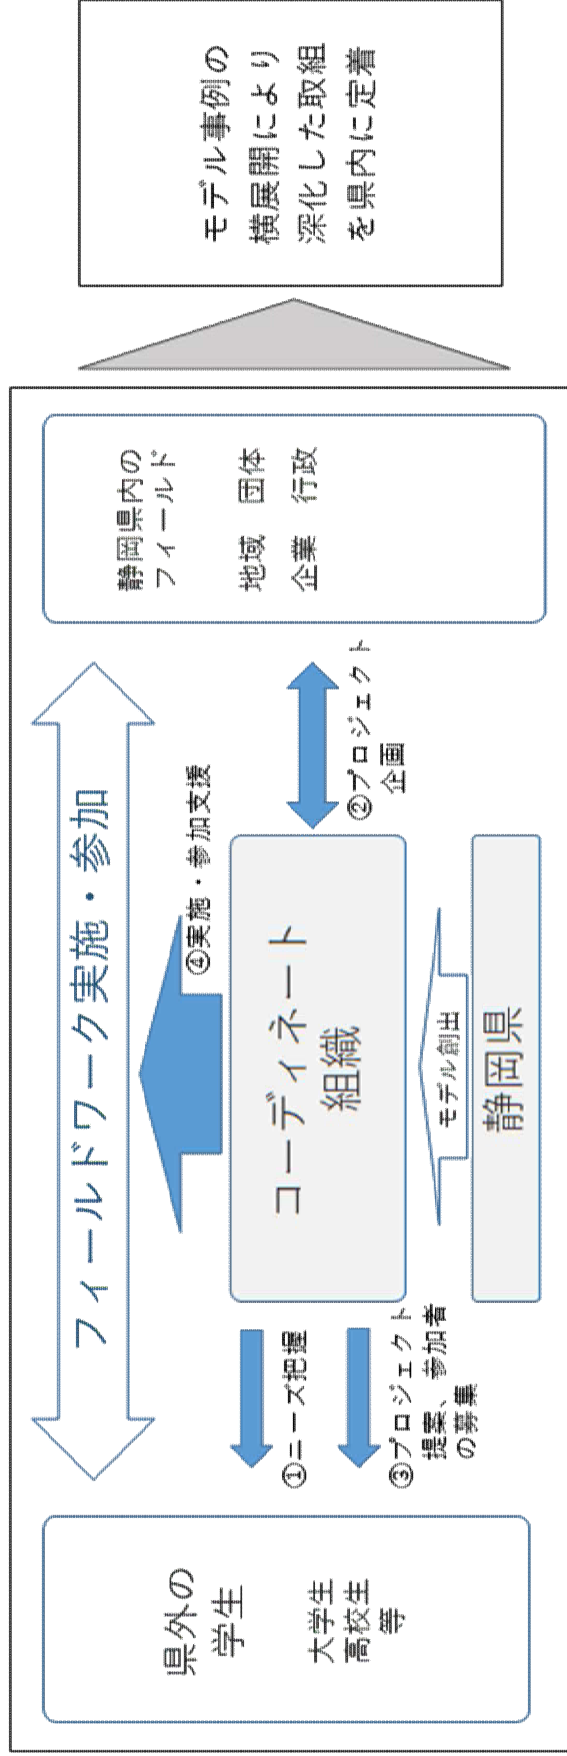 フィールドワーク実施・参加
県外の
学生
大学生
高校生
等
①ニーズ把握
③プロジェクト
提案、参加者
の募集
④実施・参加支援
コーディネート
組織
モデル創出
静岡県
②プロジェクト
企画
静岡県内の
フィールド
地域 団体
企業 行政
モデル事例の
横展開により
深化した取組
を県内に定着